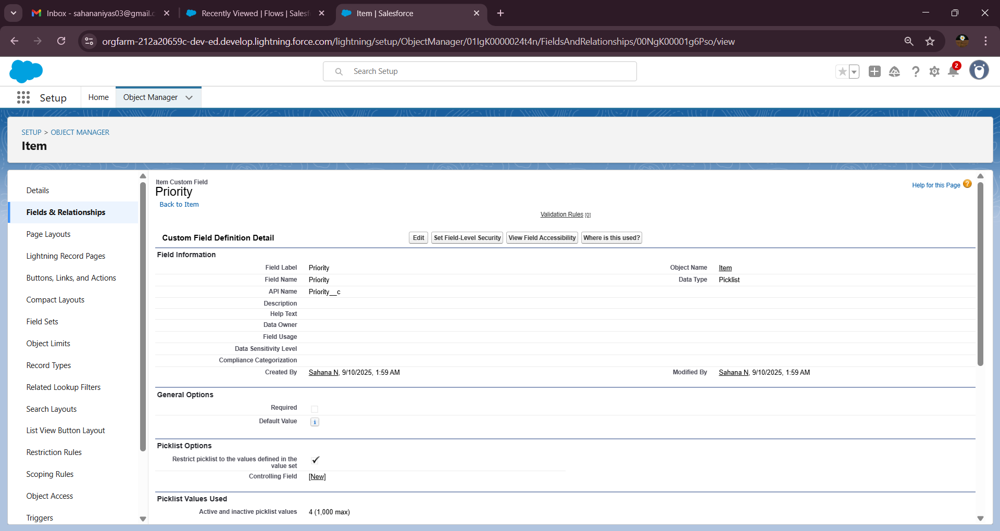 Inbox - sahananiyas03@gmail.c
Recently Viewed | Flows | Salesf
Item | Salesforce
orgfarm-212a20659c-dev-ed.develop.lightning.force.com/lightning/setup/ObjectManager/01IgK0000024t4n/FieldsAndRelationships/00NgK00001g6Pso/view
Search Setup
2
Setup
Home
Object Manager
SETUP > OBJECT MANAGER
Item
Details
Fields & Relationships
Page Layouts
Lightning Record Pages
Buttons, Links, and Actions
Compact Layouts
Field Sets
Object Limits
Record Types
Related Lookup Filters
Search Layouts
List View Button Layout
Restriction Rules
Scoping Rules
Object Access
Triggers
Item Custom Field
Priority
Back to Item
Help for this Page ?
Validation Rules [0]
Custom Field Definition Detail
Edit Set Field-Level Security View Field Accessibility Where is this used?
Field Information
Field Label Priority Object Name Item
Field Name Priority Data Type Picklist
API Name Priority__c
Description
Help Text
Data Owner
Field Usage
Data Sensitivity Level
Compliance Categorization
Created By Sahana N, 9/10/2025, 1:59 AM Modified By Sahana N, 9/10/2025, 1:59 AM
General Options
Required
Default Value i
Picklist Options
Restrict picklist to the values defined in the
value set
Controlling Field [New]
Picklist Values Used
Active and inactive picklist values 4 (1,000 max)